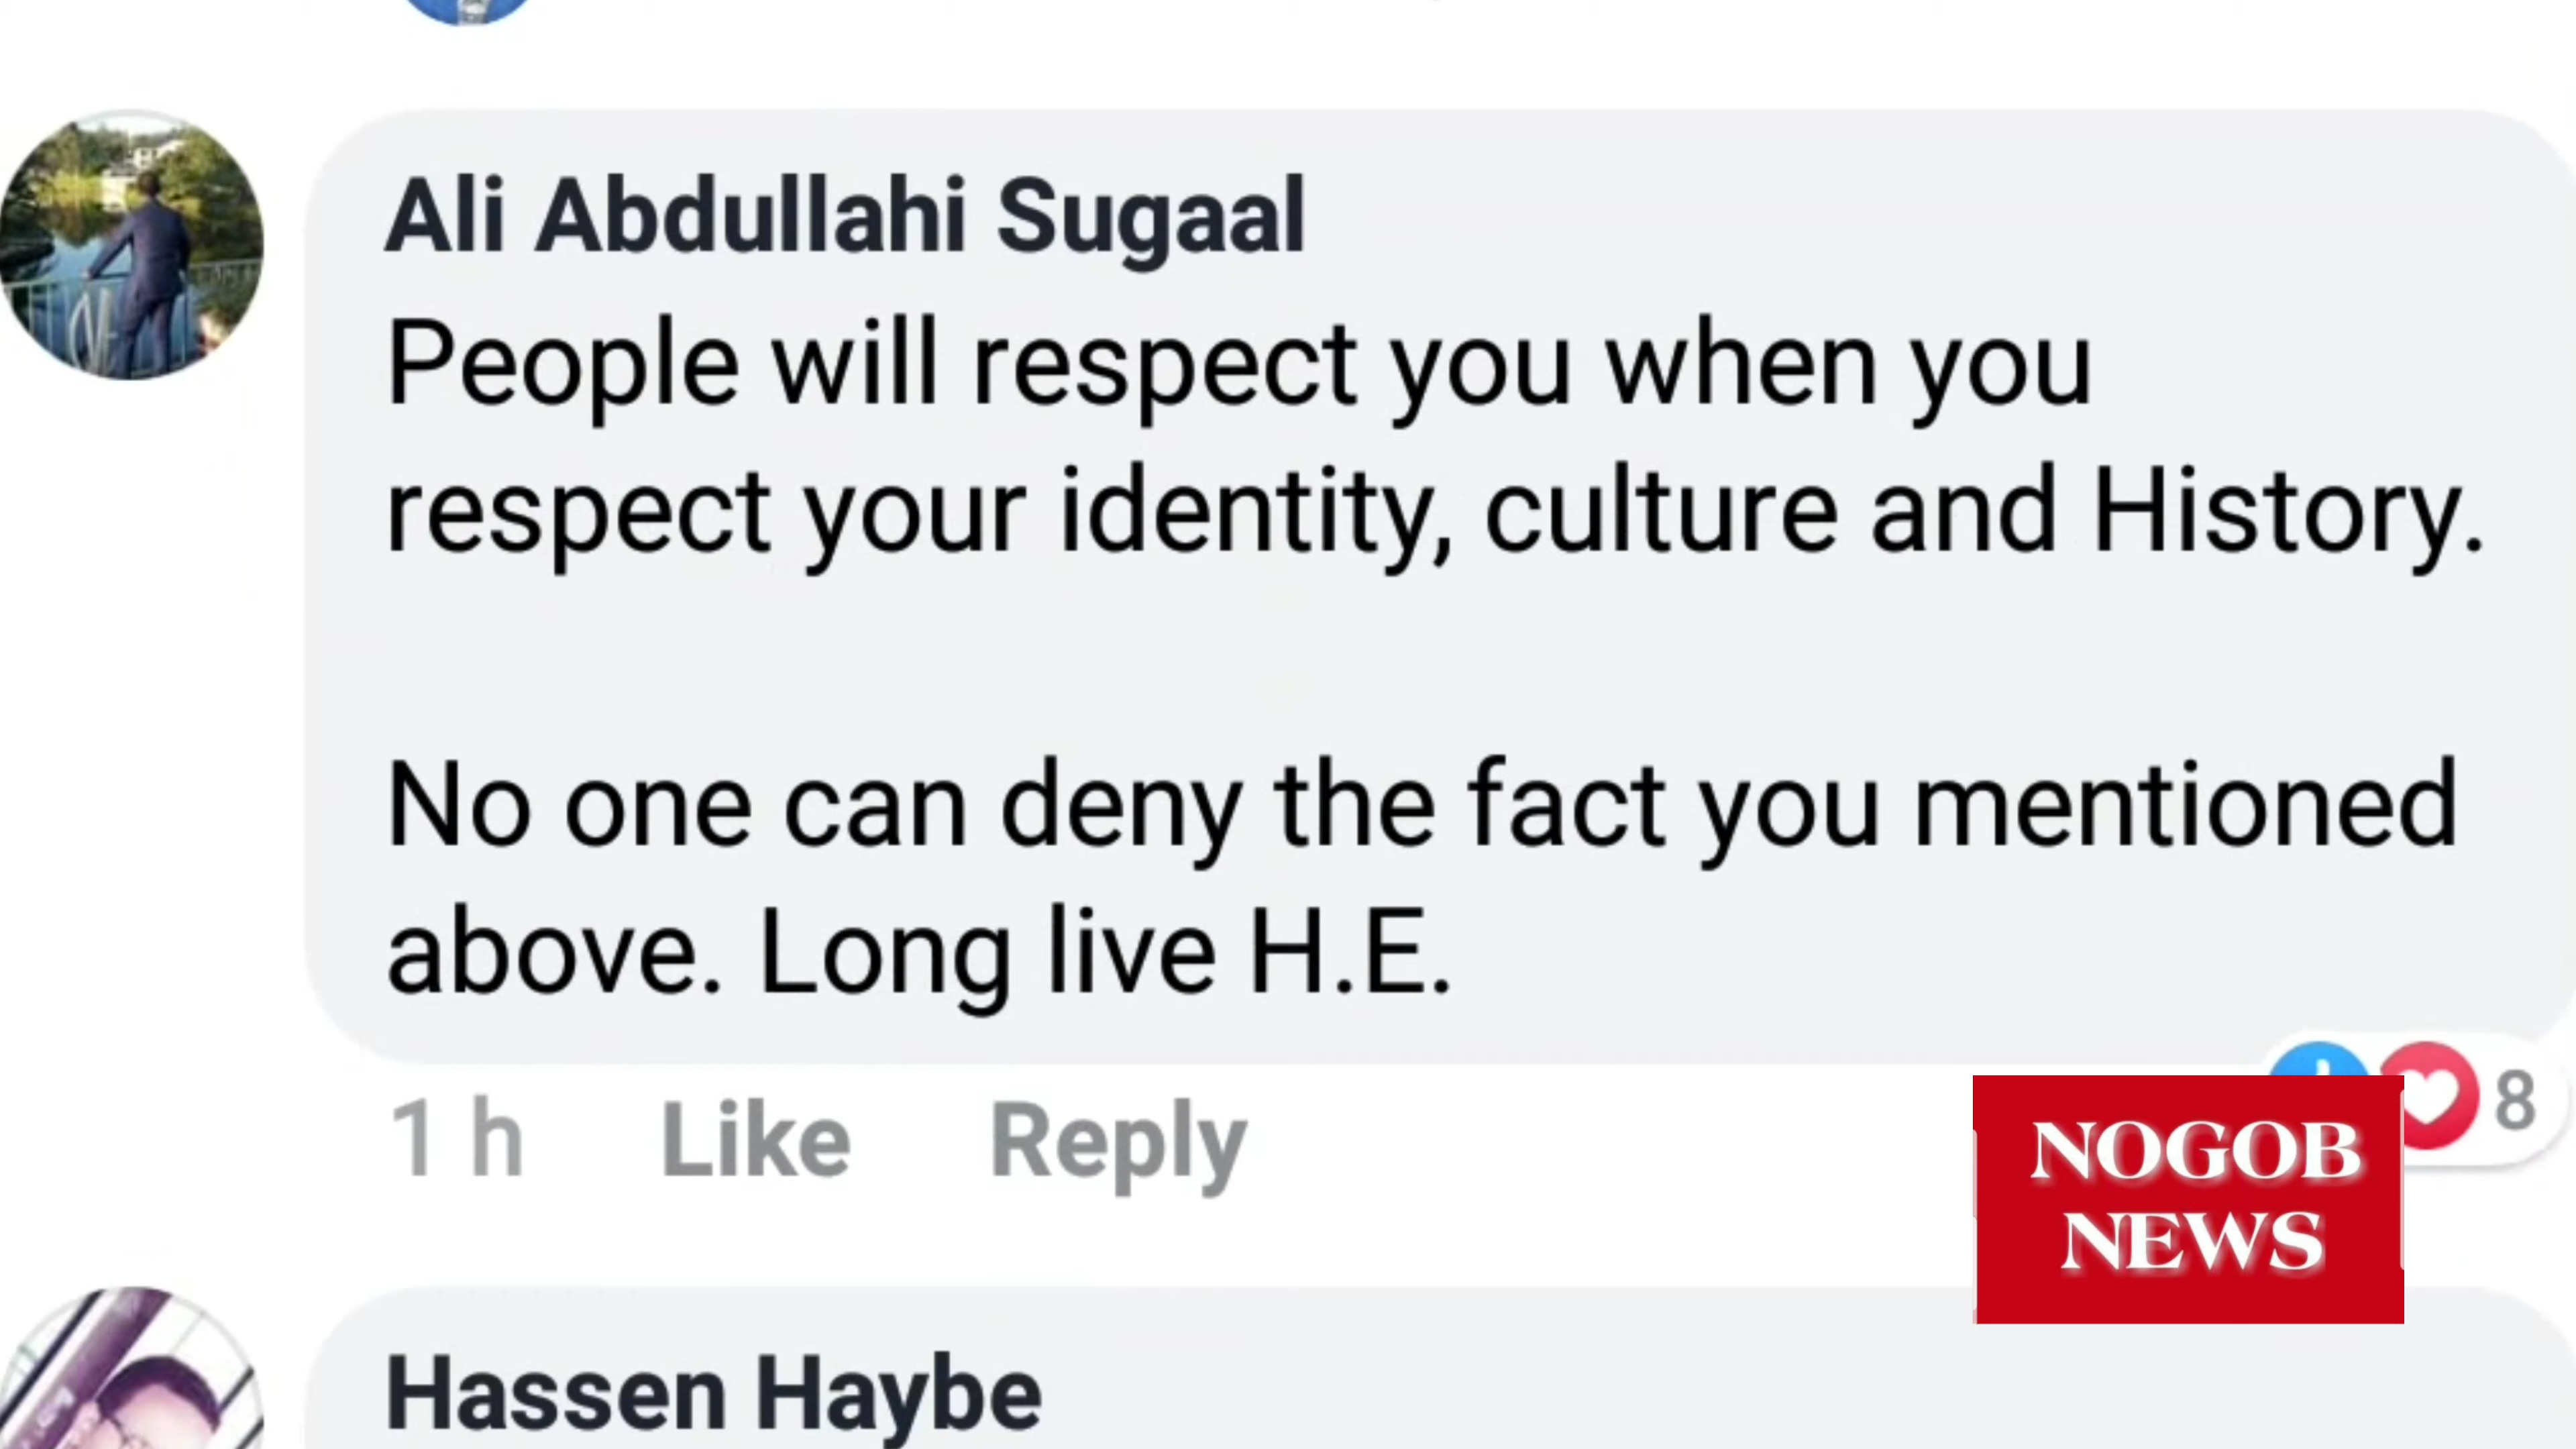 Ali Abdullahi Sugaal
People will respect you when you
respect your identity, culture and History.
No one can deny the fact you mentioned
above. Long live H.E.
1 h Like Reply
8
NOGOB
NEWS
Hassen Haybe